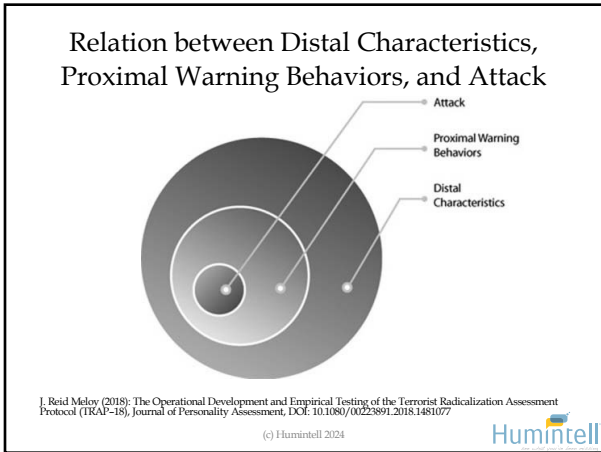 Relation between Distal Characteristics,
Proximal Warning Behaviors, and Attack
Attack
Proximal Warning
Behaviors
Distal
Characteristics
J. Reid Meloy (2018): The Operational Development and Empirical Testing of the Terrorist Radicalization Assessment
Protocol (TRAP–18), Journal of Personality Assessment, DOI: 10.1080/00223891.2018.1481077
(c) Humintell 2024
Humintell